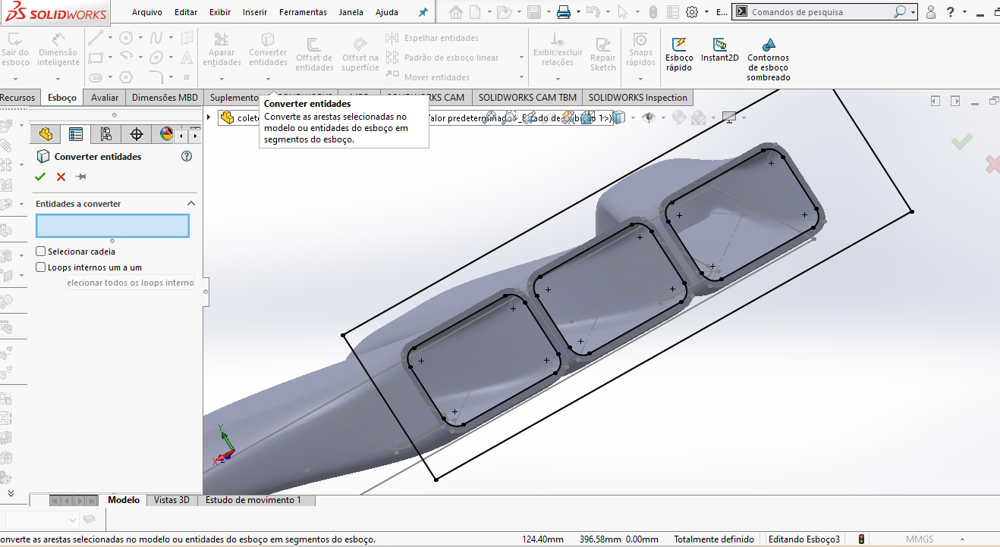 SOLIDWORKS
Arquivo Editar Exibir Inserir Ferramentas Janela Ajuda
E...
Comandos de pesquisa
Sair do esboço
Dimensão inteligente
Aparar entidades
Converter entidades
Offset de entidades
Offset na superfície
Espelhar entidades
Padrão de esboço linear
Mover entidades
Exibir/excluir relações
Repair Sketch
Snaps rápidos
Esboço rápido
Instant2D
Contornos de esboço sombreado
Recursos Esboço Avaliar Dimensões MBD Suplemento SOLIDWORKS CAM TBM SOLIDWORKS Inspection
Converter entidades
Converte as arestas selecionadas no
modelo ou entidades do esboço em
segmentos do esboço.
Converter entidades
Entidades a converter
Selecionar cadeia
Loops internos um a um
elecionar todos os loops interno
Y
X
Modelo Vistas 3D Estudo de movimento 1
onverte as arestas selecionadas no modelo ou entidades do esboço em segmentos do esboço.
124.40mm 396.58mm 0.00mm Totalmente definido Editando Esboço3 MMGS